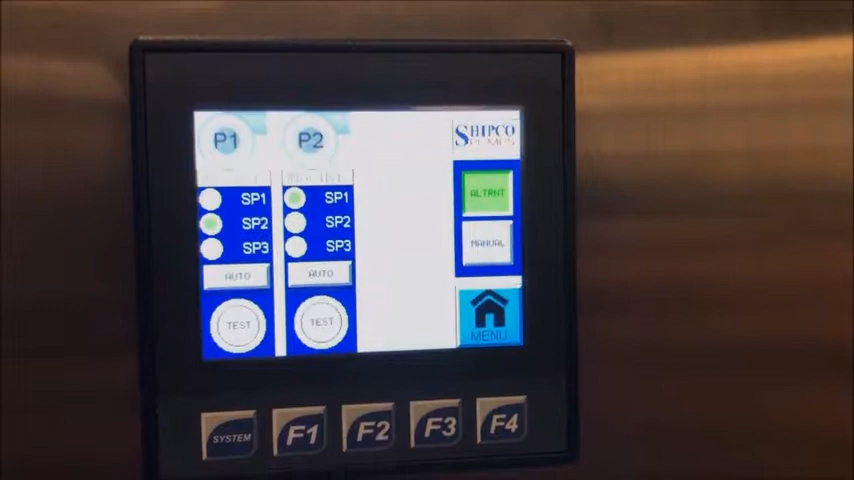 P1 P2
SHIPCO
PUMPS
SP1 SP1
ALTRNT
SP2 SP2
MANUAL
SP3 SP3
AUTO AUTO
TEST TEST
MENU
SYSTEM F1 F2 F3 F4